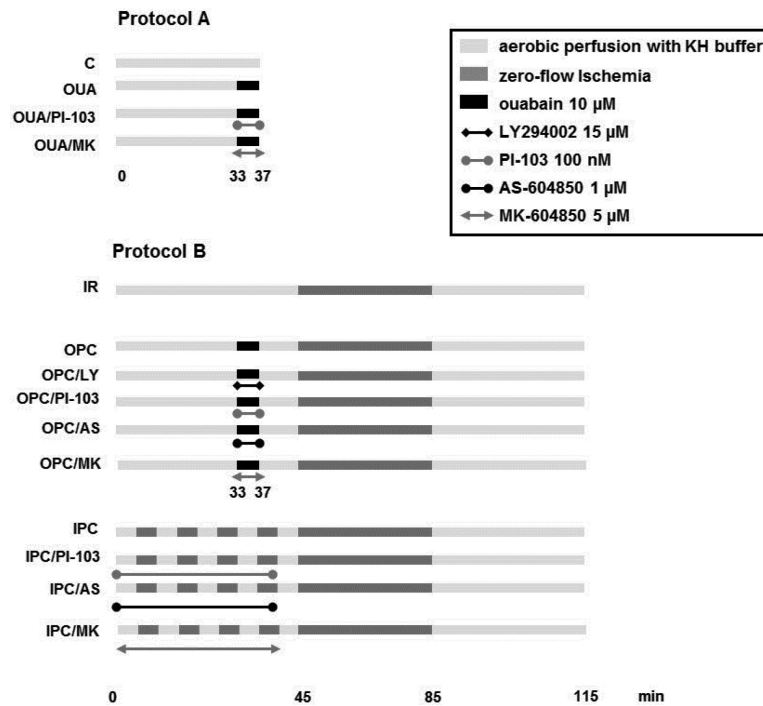 Protocol A
C
OUA
OUA/PI-103
OUA/MK
0 33 37
aerobic perfusion with KH buffer
zero-flow Ischemia
ouabain 10 µM
LY294002 15 µM
PI-103 100 nM
AS-604850 1 µM
MK-604850 5 µM
Protocol B
IR
OPC
OPC/LY
OPC/PI-103
OPC/AS
OPC/MK
33 37
IPC
IPC/PI-103
IPC/AS
IPC/MK
0 45 85 115 min